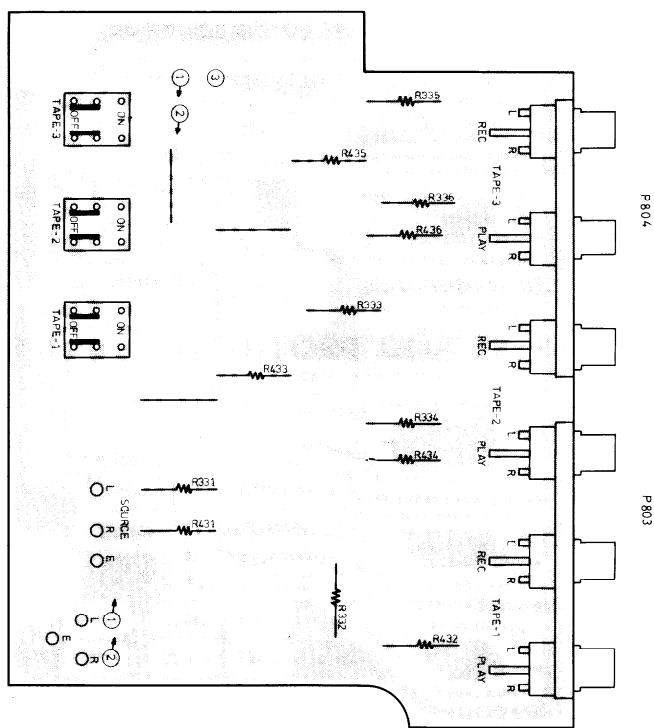 1
3
2
R335
L
REC
R
OFF
ON
TAPE-3
R435
TAPE-3
P804
R336
L
PLAY
R
R436
OFF
ON
TAPE-2
R333
L
REC
R
OFF
ON
TAPE-1
R433
TAPE-2
R334
L
PLAY
R
R434
L
SOURCE
R331
P803
R
R431
E
L
REC
R
R332
TAPE-1
L
1
E
R
2
R432
L
PLAY
R